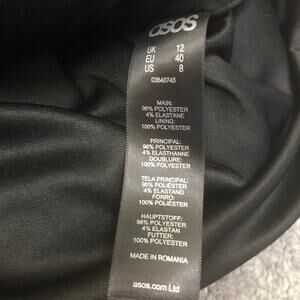 asos
UK 12
EU 40
US 8
03648745
MAIN:
96% POLYESTER
4% ELASTANE
LINING:
100% POLYESTER
PRINCIPAL:
96% POLYESTER
4% ELASTHANNE
DOUBLURE:
100% POLYESTER
TELA PRINCIPAL:
96% POLIÉSTER
4% ELASTANO
FORRO:
100% POLIÉSTER
HAUPTSTOFF:
96% POLYESTER
4% ELASTAN
FUTTER:
100% POLYESTER
MADE IN ROMANIA
asos.com Ltd